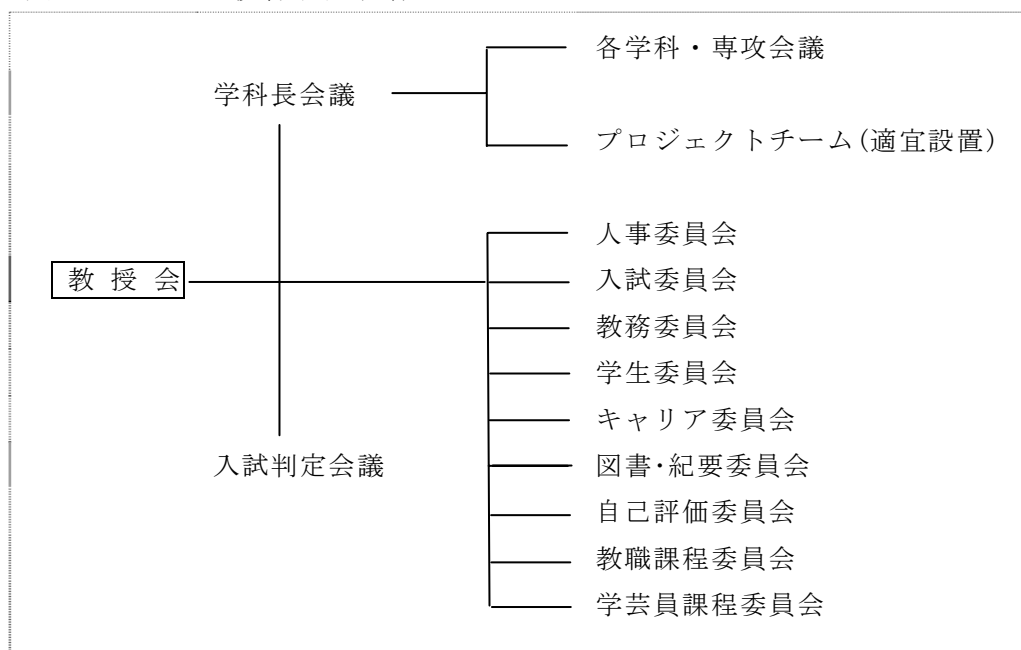 各学科・専攻会議
学科長会議
プロジェクトチーム(適宜設置)
人事委員会
教授会
入試委員会
教務委員会
学生委員会
キャリア委員会
入試判定会議
図書・紀要委員会
自己評価委員会
教職課程委員会
学芸員課程委員会